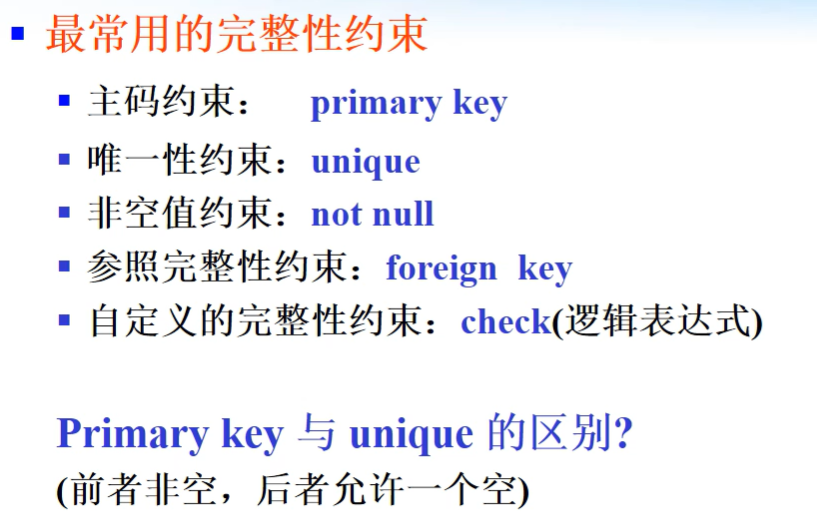 最常用的完整性约束
主码约束： primary key
唯一性约束：unique
非空值约束：not null
参照完整性约束：foreign key
自定义的完整性约束：check(逻辑表达式)
Primary key 与 unique 的区别?
(前者非空，后者允许一个空)